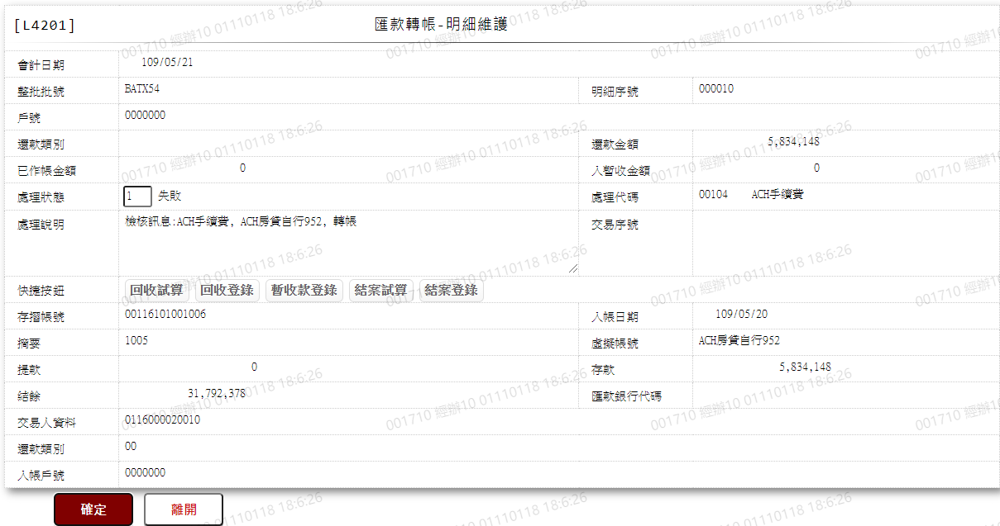 [L4201]
匯款轉帳-明細維護
會計日期 109/05/21
整批批號 BATX54 明細序號 000010
戶號 0000000
還款類別 還款金額 5,834,148
已作帳金額 0 入暫收金額 0
處理狀態 1 失敗 處理代碼 00104 ACH手續費
處理說明 檢核訊息:ACH手續費, ACH房貸自行952, 轉帳 交易序號
快捷按鈕 回收試算 回收登錄 暫收款登錄 結案試算 結案登錄
存摺帳號 00116101001006 入帳日期 109/05/20
摘要 1005 虛擬帳號 ACH房貸自行952
提款 0 存款 5,834,148
結餘 31,792,378 匯款銀行代碼
交易人資料 0116000020010
還款類別 00
入帳戶號 0000000
確定 離開
001710 經辦10 01110118 18:6:26